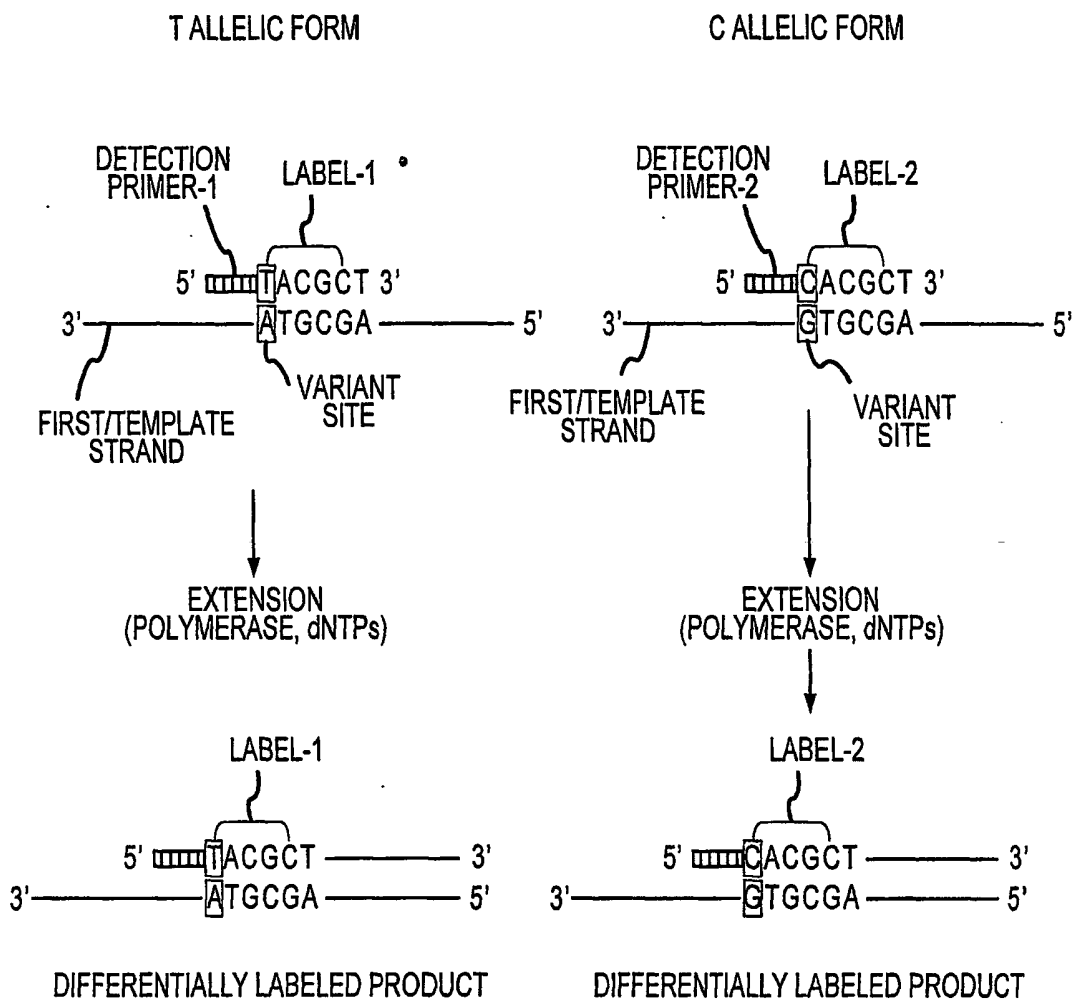 T ALLELIC FORM
C ALLELIC FORM
DETECTION
PRIMER-1
LABEL-1
5' TACGCT 3'
3' ATGCGA 5'
VARIANT
SITE
FIRST/TEMPLATE
STRAND
DETECTION
PRIMER-2
LABEL-2
5' CACGCT 3'
3' GTGCGA 5'
VARIANT
SITE
FIRST/TEMPLATE
STRAND
EXTENSION
(POLYMERASE, dNTPs)
EXTENSION
(POLYMERASE, dNTPs)
LABEL-1
5' TACGCT 3'
3' ATGCGA 5'
LABEL-2
5' CACGCT 3'
3' GTGCGA 5'
DIFFERENTIALLY LABELED PRODUCT
DIFFERENTIALLY LABELED PRODUCT